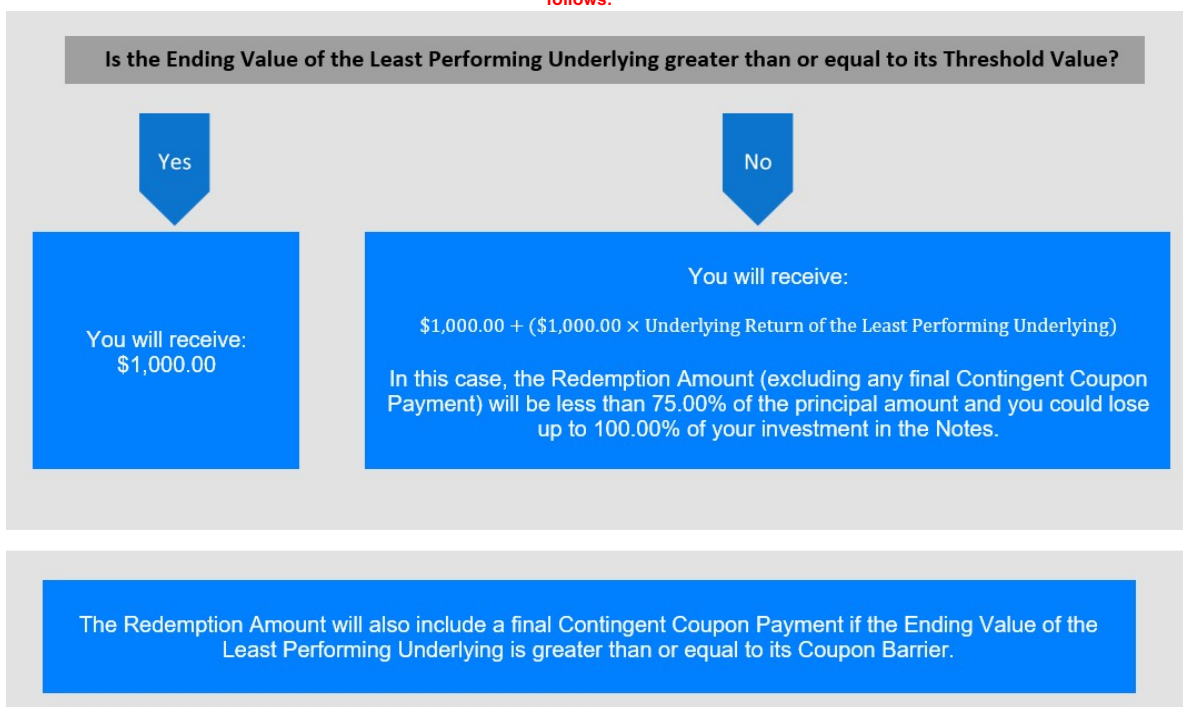 follows:
Is the Ending Value of the Least Performing Underlying greater than or equal to its Threshold Value?
Yes
No
You will receive:
$1,000.00
You will receive:
$1,000.00 + ($1,000.00 × Underlying Return of the Least Performing Underlying)
In this case, the Redemption Amount (excluding any final Contingent Coupon
Payment) will be less than 75.00% of the principal amount and you could lose
up to 100.00% of your investment in the Notes.
The Redemption Amount will also include a final Contingent Coupon Payment if the Ending Value of the
Least Performing Underlying is greater than or equal to its Coupon Barrier.